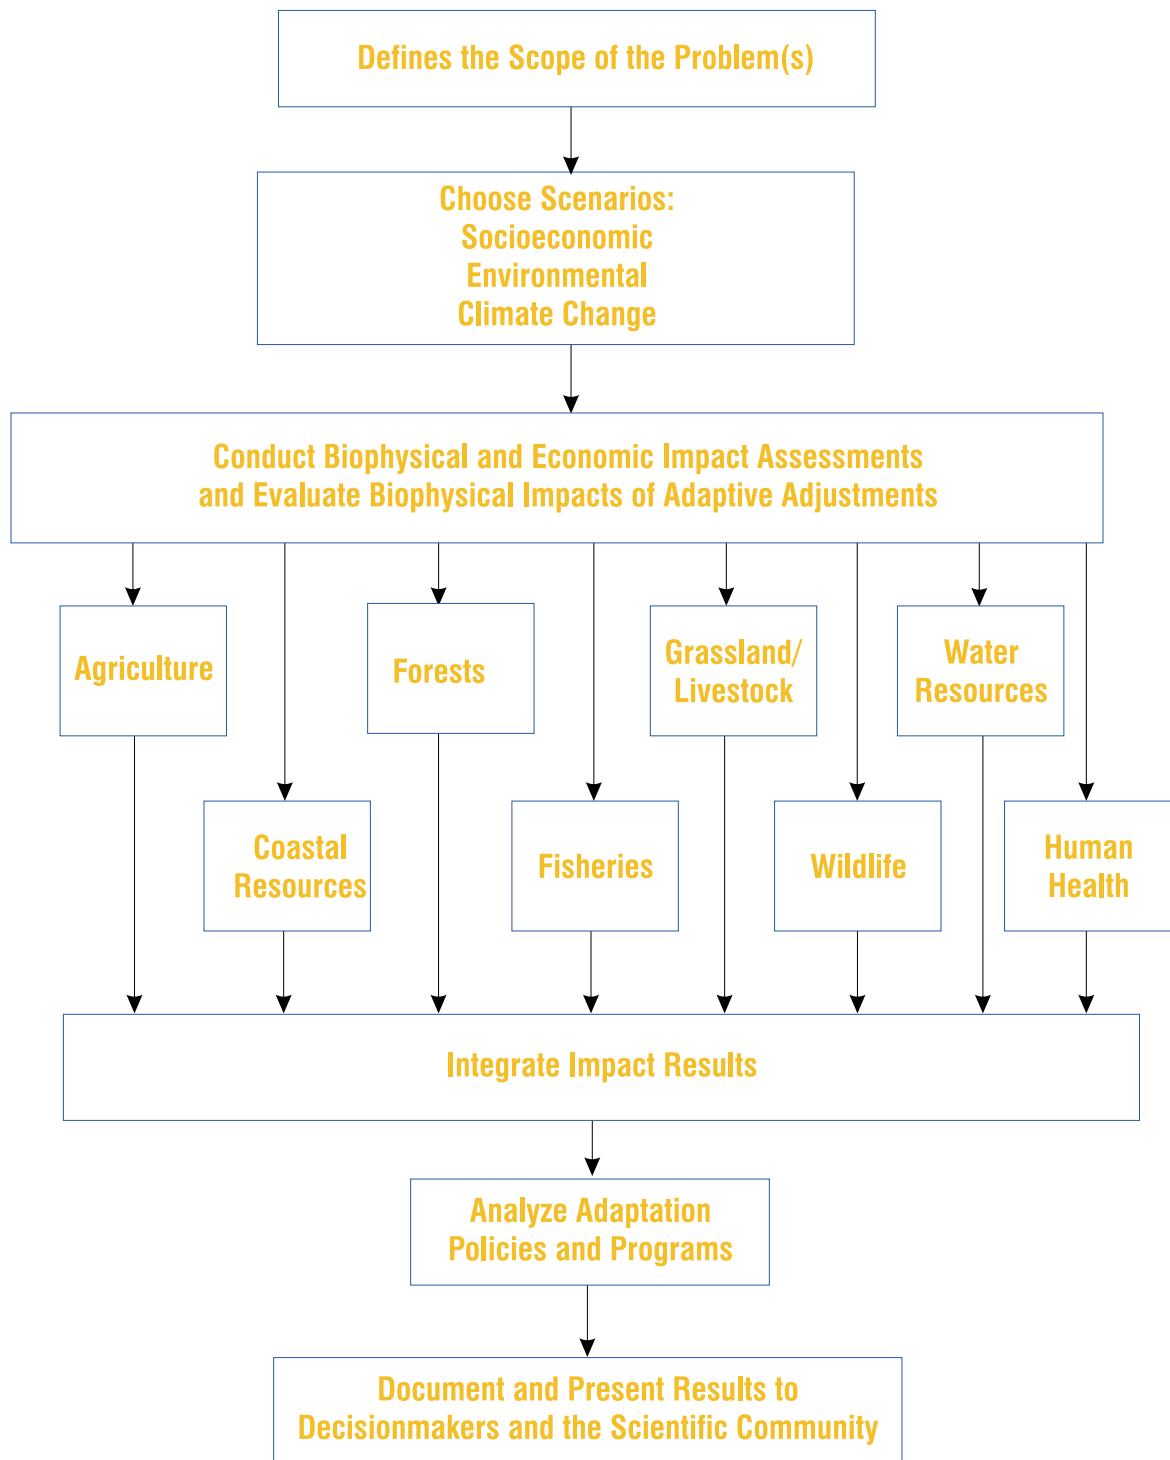 Defines the Scope of the Problem(s)
Choose Scenarios:
Socioeconomic
Environmental
Climate Change
Conduct Biophysical and Economic Impact Assessments
and Evaluate Biophysical Impacts of Adaptive Adjustments
Agriculture
Forests
Grassland/
Livestock
Water
Resources
Coastal
Resources
Fisheries
Wildlife
Human
Health
Integrate Impact Results
Analyze Adaptation
Policies and Programs
Document and Present Results to
Decisionmakers and the Scientific Community